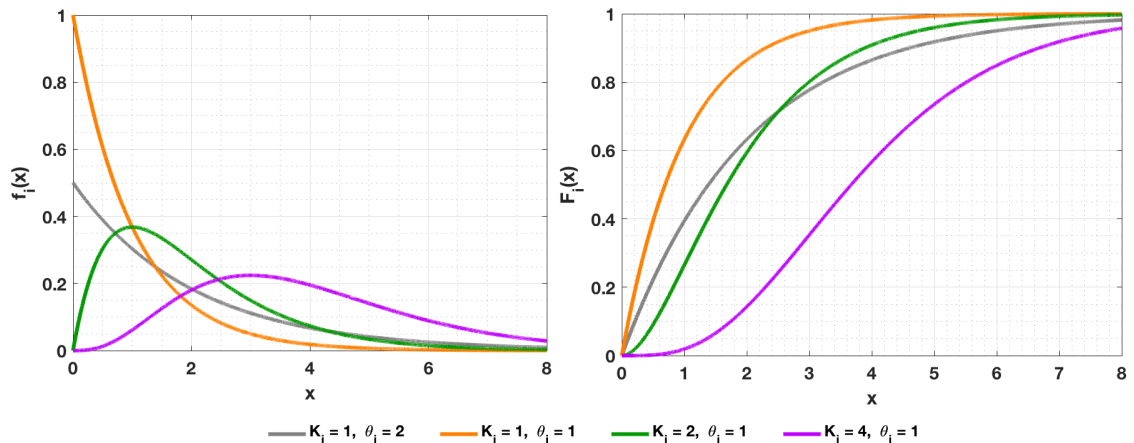 1
0.8
0.6
0.4
0.2
0
f_i(x)
0 2 4 6 8
x
1
0.8
0.6
0.4
0.2
0
F_i(x)
0 1 2 3 4 5 6 7 8
x
K_i = 1, θ_i = 2 K_i = 1, θ_i = 1 K_i = 2, θ_i = 1 K_i = 4, θ_i = 1